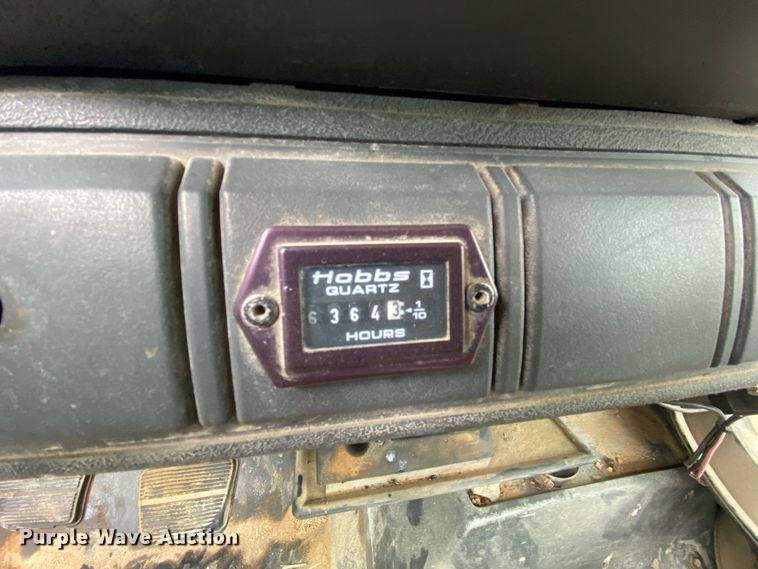 Hobbs
QUARTZ
6 3 6 4 3 ◄ 1/10
HOURS
Purple Wave Auction